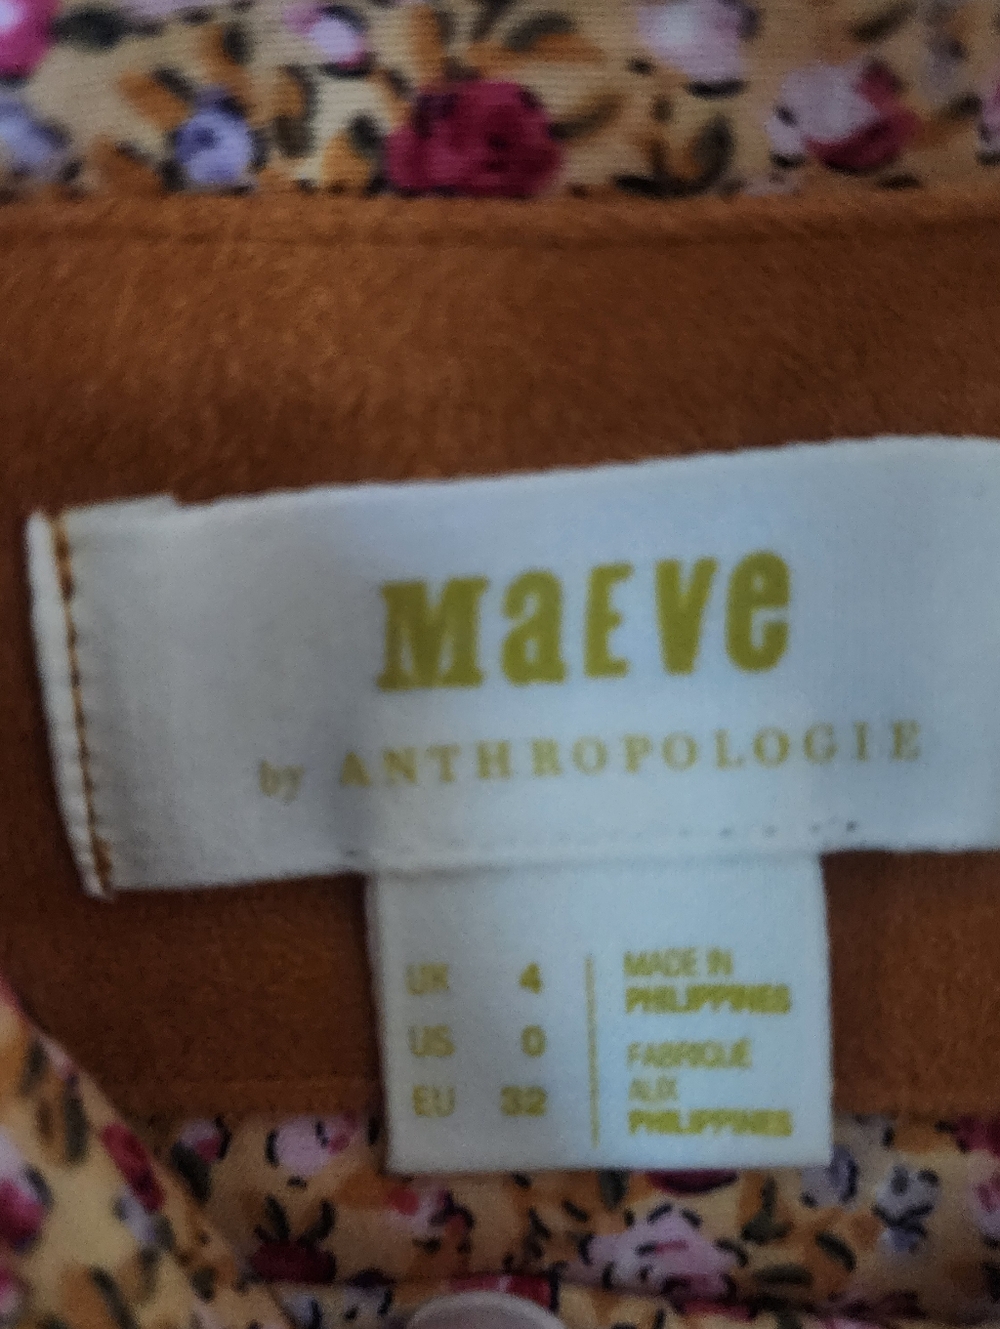 MaEve
by ANTHROPOLOGIE
UK 4
US 0
EU 32
MADE IN
PHILIPPINES
FABRIQUÉ
AUX
PHILIPPINES